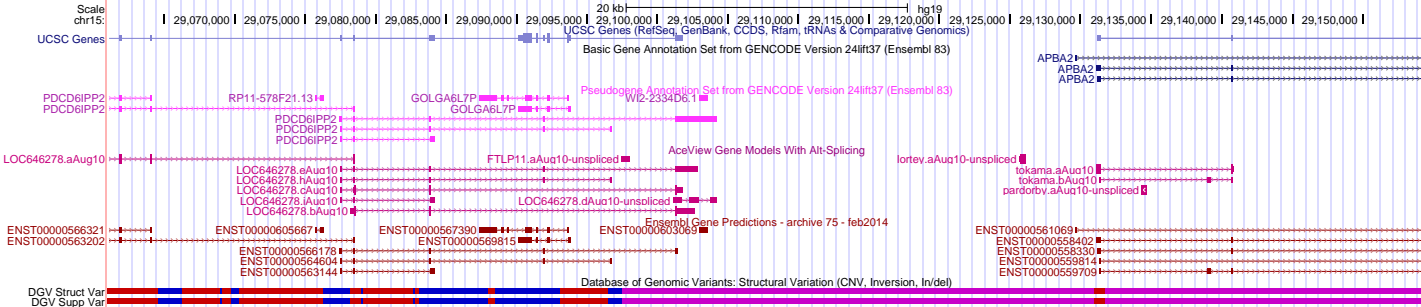 Scale 20 kb hg19
chr15: 29,070,000 29,075,000 29,080,000 29,085,000 29,090,000 29,095,000 29,100,000 29,105,000 29,110,000 29,115,000 29,120,000 29,125,000 29,130,000 29,135,000 29,140,000 29,145,000 29,150,000
UCSC Genes (RefSeq, GenBank, CCDS, Rfam, tRNAs & Comparative Genomics)
UCSC Genes
Basic Gene Annotation Set from GENCODE Version 24lift37 (Ensembl 83)
APBA2
APBA2
APBA2
Pseudogene Annotation Set from GENCODE Version 24lift37 (Ensembl 83)
PDCD6IPP2 RP11-578F21.13 GOLGA6L7P WI2-2334D6.1
PDCD6IPP2 GOLGA6L7P
PDCD6IPP2
PDCD6IPP2
PDCD6IPP2
AceView Gene Models With Alt-Splicing
LOC646278.aAug10 FTLP11.aAug10-unspliced lortey.aAug10-unspliced
LOC646278.eAug10 tokama.aAug10
LOC646278.hAug10 tokama.bAug10
LOC646278.cAug10 pardorby.aAug10-unspliced
LOC646278.iAug10 LOC646278.dAug10-unspliced
LOC646278.bAug10
Ensembl Gene Predictions - archive 75 - feb2014
ENST00000566321 ENST00000605667 ENST00000567390 ENST00000603069 ENST00000561069
ENST00000563202 ENST00000569815 ENST00000558402
ENST00000566178 ENST00000558330
ENST00000564604 ENST00000559814
ENST00000563144 ENST00000559709
Database of Genomic Variants: Structural Variation (CNV, Inversion, In/del)
DGV Struct Var
DGV Supp Var